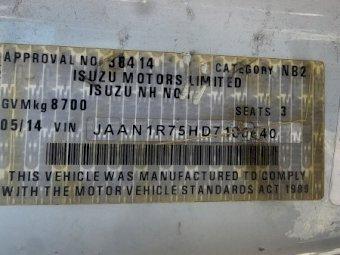 APPROVAL NO. 38414 CATEGORY NB2
ISUZU MOTORS LIMITED
ISUZU NH NO
GVMkg 8700 SEATS 3
05/14 VIN
THIS VEHICLE WAS MANUFACTURED TO COMPLY
WITH THE MOTOR VEHICLE STANDARDS ACT 1989